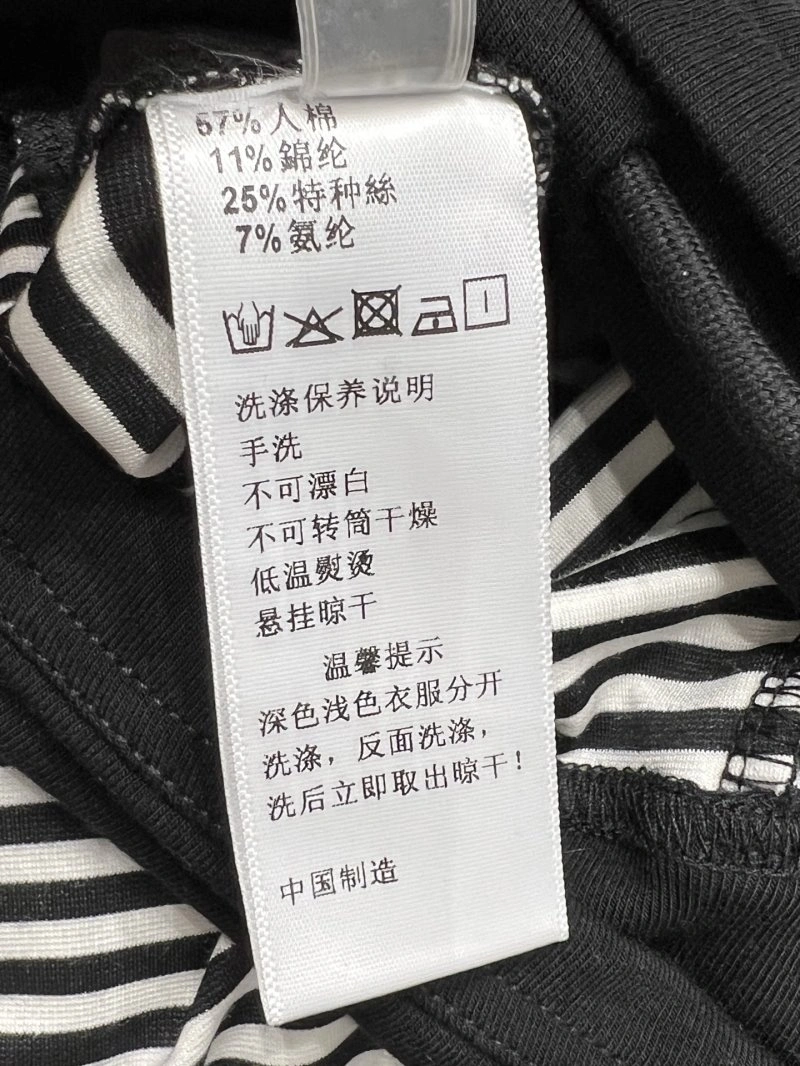 57%人棉
11%錦纶
25%特种絲
7%氨纶
洗涤保养说明
手洗
不可漂白
不可转筒干燥
低温熨烫
悬挂晾干
温馨提示
深色浅色衣服分开
洗涤，反面洗涤，
洗后立即取出晾干！
中国制造